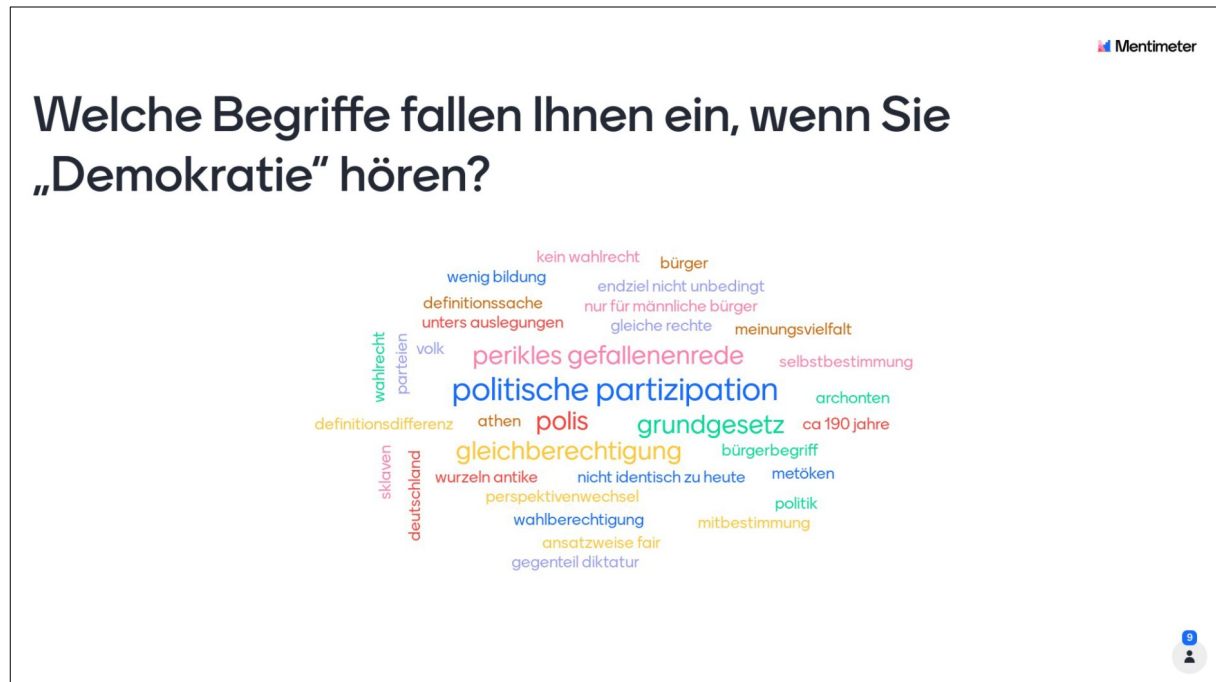 Mentimeter
Welche Begriffe fallen Ihnen ein, wenn Sie
„Demokratie“ hören?
kein wahlrecht
bürger
wenig bildung
endziel nicht unbedingt
definitionssache
nur für männliche bürger
unters auslegungen
gleiche rechte
meinungsvielfalt
wahlrecht
parteien
volk
perikles gefallenenrede
selbstbestimmung
politische partizipation
archonten
definitionsdifferenz
athen
polis
grundgesetz
ca 190 jahre
gleichberechtigung
bürgerbegriff
sklaven
deutschland
wurzeln antike
nicht identisch zu heute
metöken
perspektivenwechsel
politik
wahlberechtigung
mitbestimmung
ansatzweise fair
gegenteil diktatur
9